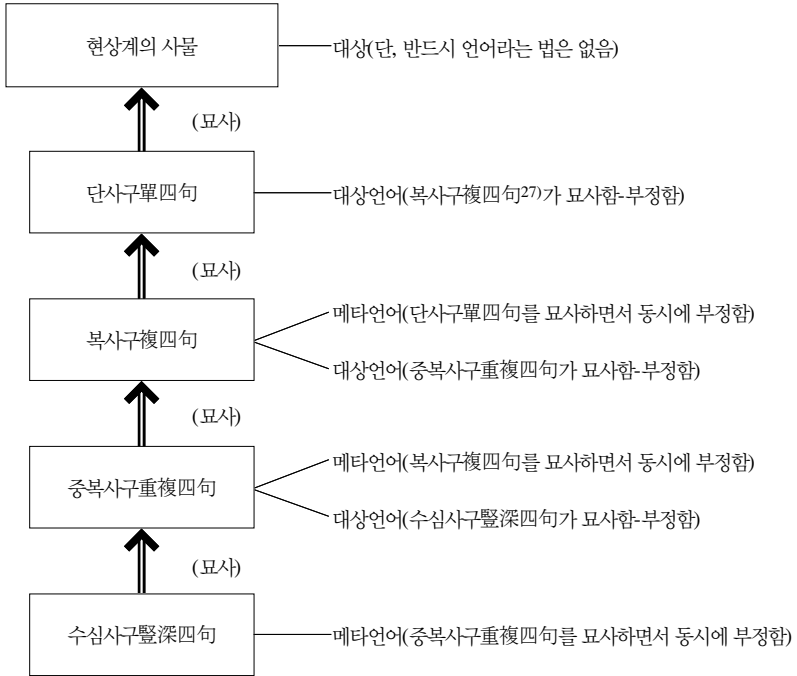 현상계의 사물
대상(단, 반드시 언어라는 법은 없음)
(묘사)
단사구單四句
대상언어(복사구複四句27)가 묘사함-부정함)
(묘사)
복사구複四句
메타언어(단사구單四句를 묘사하면서 동시에 부정함)
대상언어(중복사구重複四句가 묘사함-부정함)
(묘사)
중복사구重複四句
메타언어(복사구複四句를 묘사하면서 동시에 부정함)
대상언어(수심사구豎深四句가 묘사함-부정함)
(묘사)
수심사구豎深四句
메타언어(중복사구重複四句를 묘사하면서 동시에 부정함)